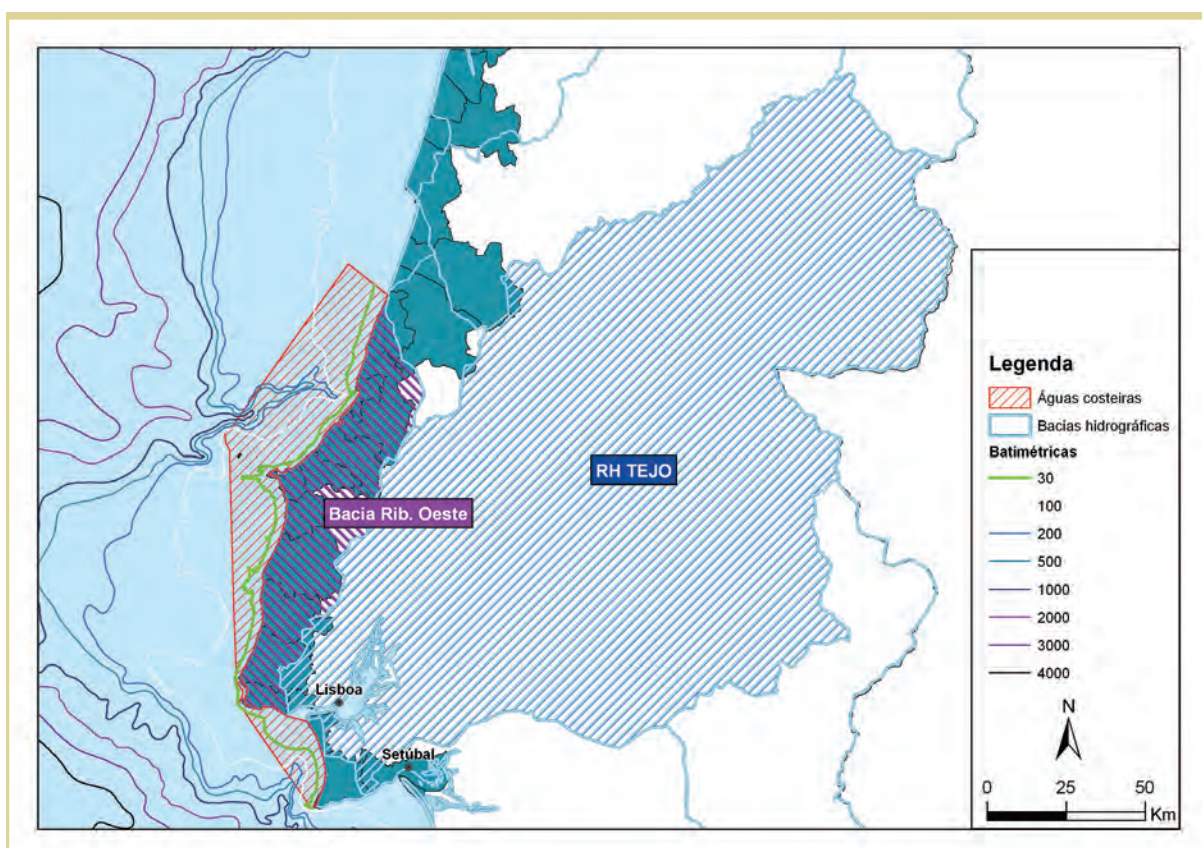 RH TEJO
Bacia Rib. Oeste
Lisboa
Setúbal
Legenda
Águas costeiras
Bacias hidrográficas
Batimétricas
30
100
200
500
1000
2000
3000
4000
N
0 25 50
Km